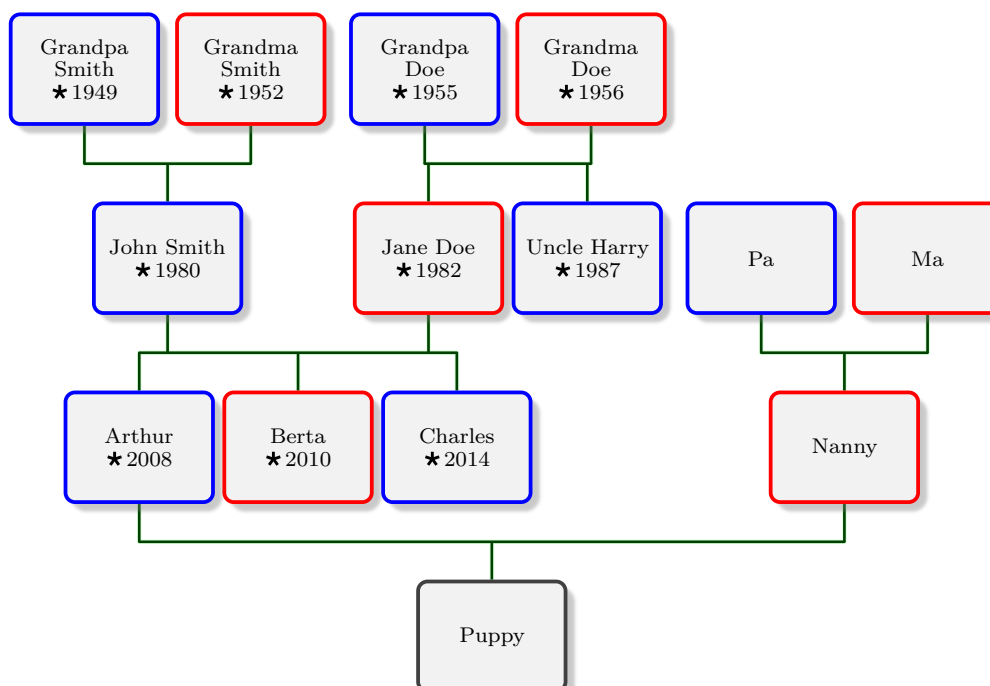 Grandpa
Smith
★1949
Grandma
Smith
★1952
Grandpa
Doe
★1955
Grandma
Doe
★1956
John Smith
★1980
Jane Doe
★1982
Uncle Harry
★1987
Pa
Ma
Arthur
★2008
Berta
★2010
Charles
★2014
Nanny
Puppy